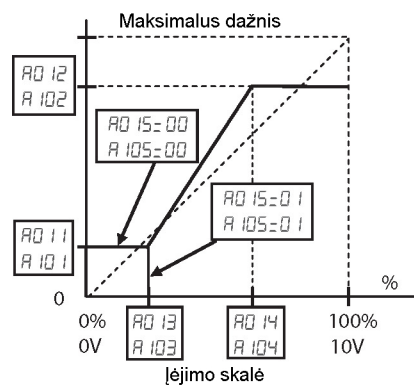 Maksimalus dažnis
A012
A102
A015=00
A105=00
A015=01
A105=01
A011
A101
0
%
0%
0V
A013
A103
A014
A104
100%
10V
Įėjimo skalė